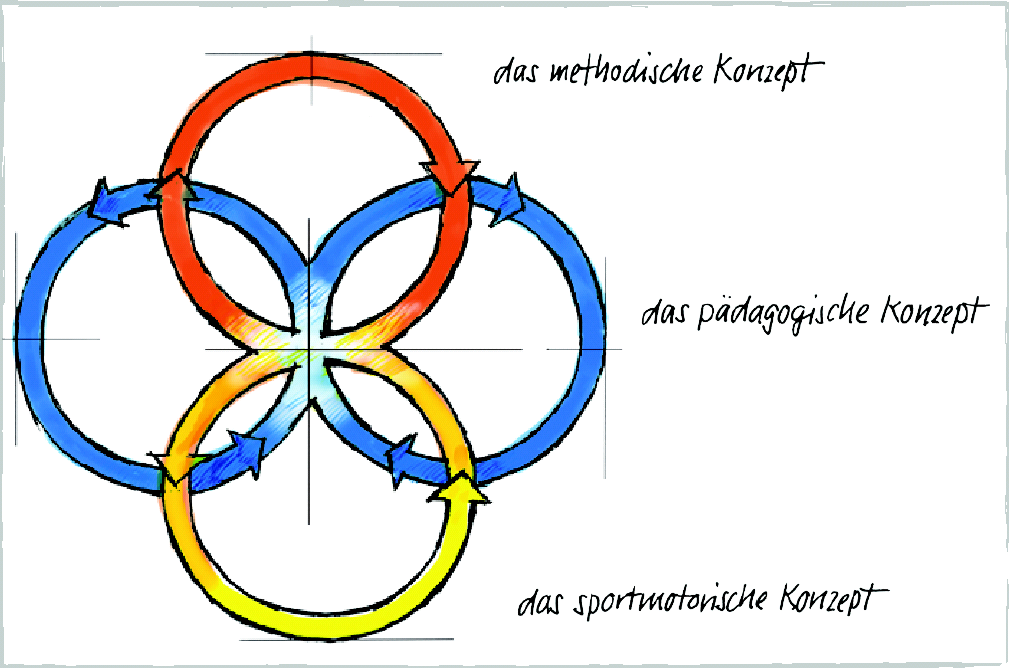 das methodische Konzept
das pädagogische Konzept
das sportmotorische Konzept